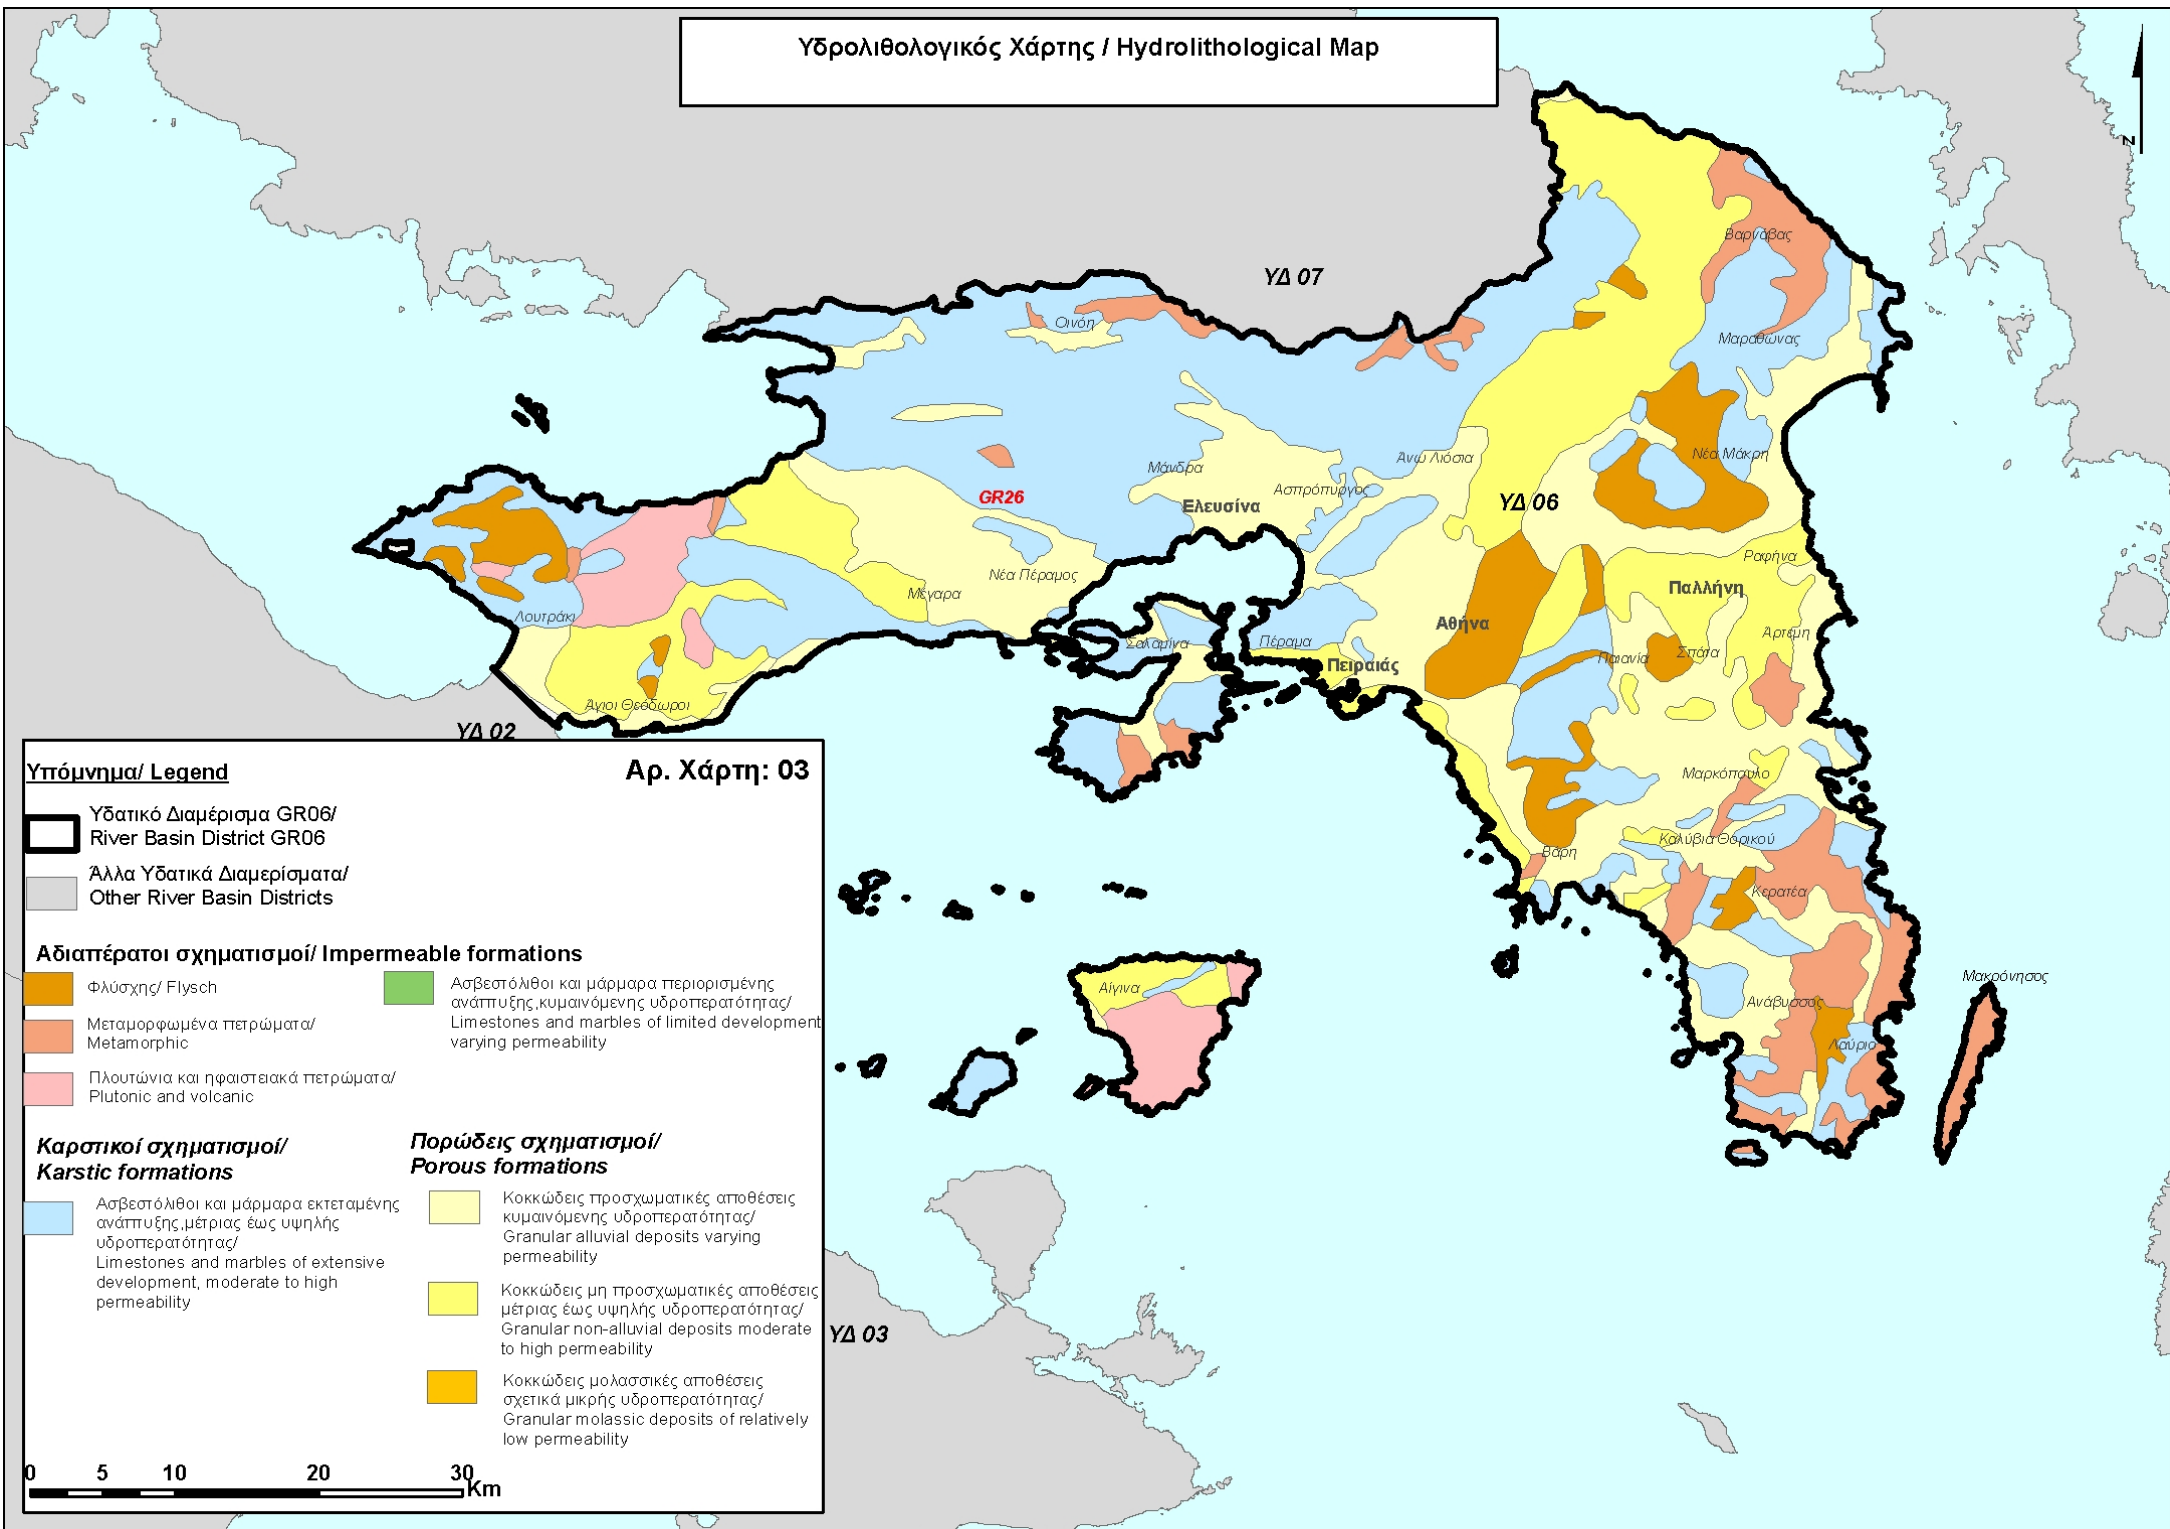 Υδρολιθολογικός Χάρτης / Hydrolithological Map
N
ΥΔ 07
Βαρνάβας
Οινόη
Μαραθώνας
Νέα Μάκρη
Άνω Λιόσια
Μάνδρα
Ασπρόπυργος
GR26
Ελευσίνα
ΥΔ 06
Ραφήνα
Νέα Πέραμος
Παλλήνη
Μέγαρα
Λουτράκι
Αθήνα
Άρτεμη
Σαλαμίνα
Πέραμα
Πειραιάς
Παιανία
Σπάτα
Άγιοι Θεόδωροι
ΥΔ 02
Μαρκόπουλο
Καλύβια Θορικού
Βάρη
Κερατέα
Μακρόνησος
Αίγινα
Ανάβυσσος
Λαύριο
ΥΔ 03
Υπόμνημα/ Legend
Αρ. Χάρτη: 03
Υδατικό Διαμέρισμα GR06/
River Basin District GR06
Άλλα Υδατικά Διαμερίσματα/
Other River Basin Districts
Αδιαπέρατοι σχηματισμοί/ Impermeable formations
Φλύσχης/ Flysch
Μεταμορφωμένα πετρώματα/
Metamorphic
Πλουτώνια και ηφαιστειακά πετρώματα/
Plutonic and volcanic
Ασβεστόλιθοι και μάρμαρα περιορισμένης
ανάπτυξης,κυμαινόμενης υδροπερατότητας/
Limestones and marbles of limited development
varying permeability
Καρστικοί σχηματισμοί/
Karstic formations
Ασβεστόλιθοι και μάρμαρα εκτεταμένης
ανάπτυξης,μέτριας έως υψηλής
υδροπερατότητας/
Limestones and marbles of extensive
development, moderate to high
permeability
Πορώδεις σχηματισμοί/
Porous formations
Κοκκώδεις προσχωματικές αποθέσεις
κυμαινόμενης υδροπερατότητας/
Granular alluvial deposits varying
permeability
Κοκκώδεις μη προσχωματικές αποθέσεις
μέτριας έως υψηλής υδροπερατότητας/
Granular non-alluvial deposits moderate
to high permeability
Κοκκώδεις μολασσικές αποθέσεις
σχετικά μικρής υδροπερατότητας/
Granular molassic deposits of relatively
low permeability
0 5 10 20 30
Km